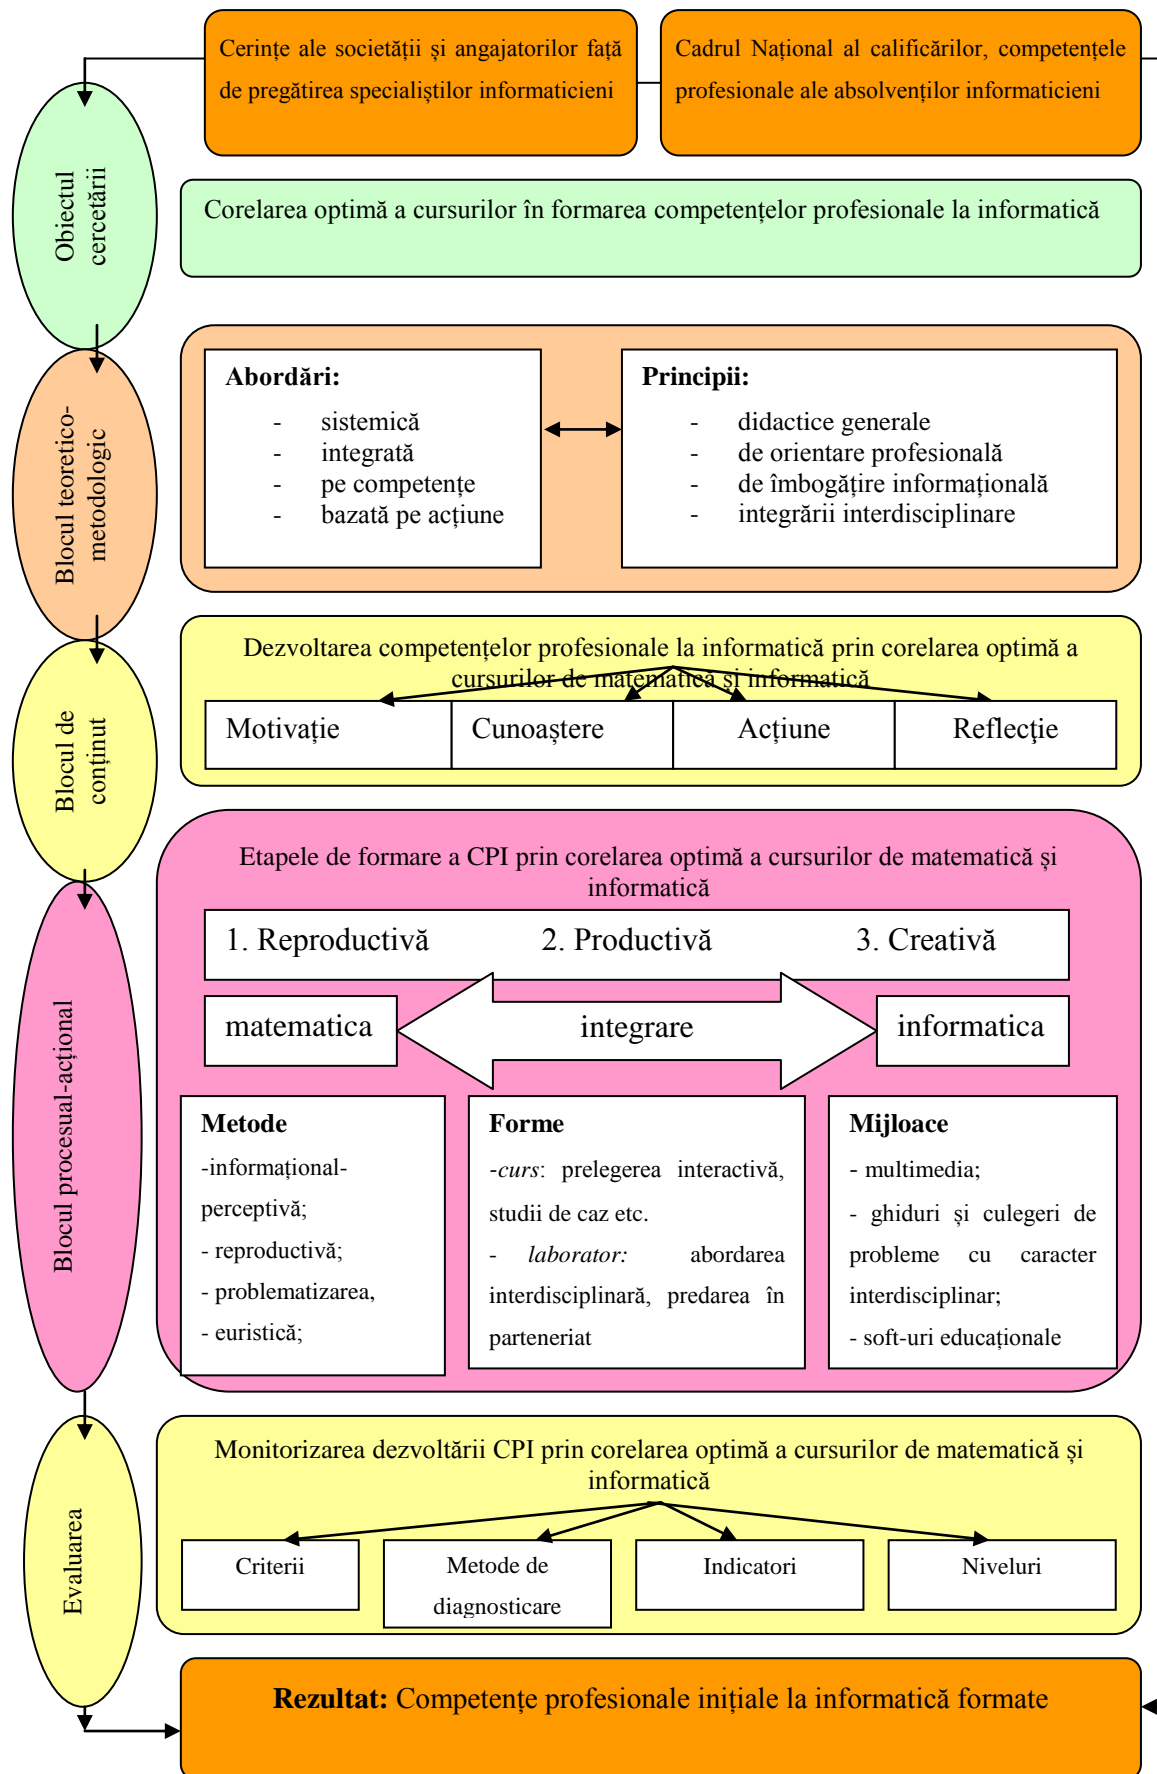 Cerințe ale societății și angajatorilor față
de pregătirea specialiștilor informaticieni
Cadrul Național al calificărilor, competențele
profesionale ale absolvenților informaticieni
Obiectul
cercetării
Corelarea optimă a cursurilor în formarea competențelor profesionale la informatică
Blocul teoretico-
metodologic
Abordări:
- sistemică
- integrată
- pe competențe
- bazată pe acțiune
Principii:
- didactice generale
- de orientare profesională
- de îmbogățire informațională
- integrării interdisciplinare
Blocul de
conținut
Dezvoltarea competențelor profesionale la informatică prin corelarea optimă a
cursurilor de matematică și informatică
Motivație
Cunoaștere
Acțiune
Reflecţie
Blocul procesual-acțional
Etapele de formare a CPI prin corelarea optimă a cursurilor de matematică și
informatică
1. Reproductivă 2. Productivă 3. Creativă
matematica
integrare
informatica
Metode
-informațional-
perceptivă;
- reproductivă;
- problematizarea,
- euristică;
Forme
-curs: prelegerea interactivă,
studii de caz etc.
- laborator: abordarea
interdisciplinară, predarea în
parteneriat
Mijloace
- multimedia;
- ghiduri și culegeri de
probleme cu caracter
interdisciplinar;
- soft-uri educaționale
Evaluarea
Monitorizarea dezvoltării CPI prin corelarea optimă a cursurilor de matematică și
informatică
Criterii
Metode de
diagnosticare
Indicatori
Niveluri
Rezultat: Competențe profesionale inițiale la informatică formate